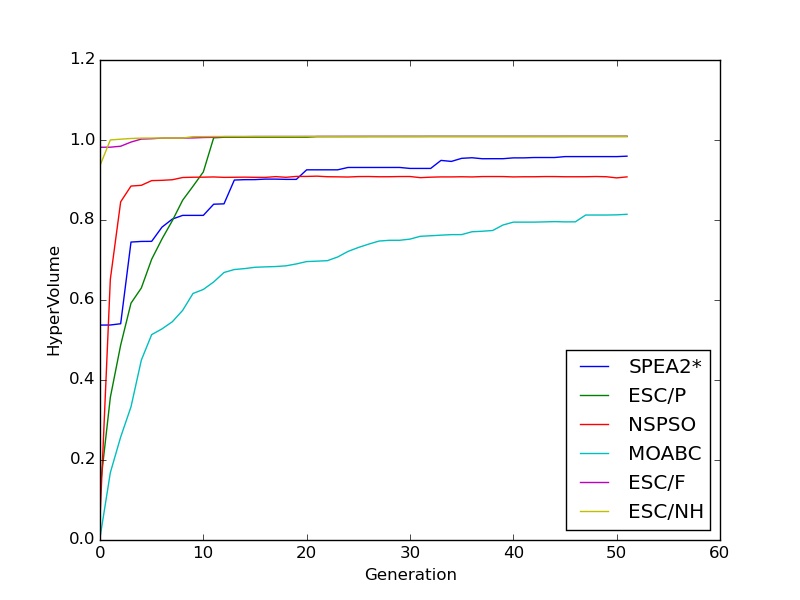 1.2
1.0
0.8
0.6
0.4
0.2
0.0
HyperVolume
0 10 20 30 40 50 60
Generation
SPEA2*
ESC/P
NSPSO
MOABC
ESC/F
ESC/NH